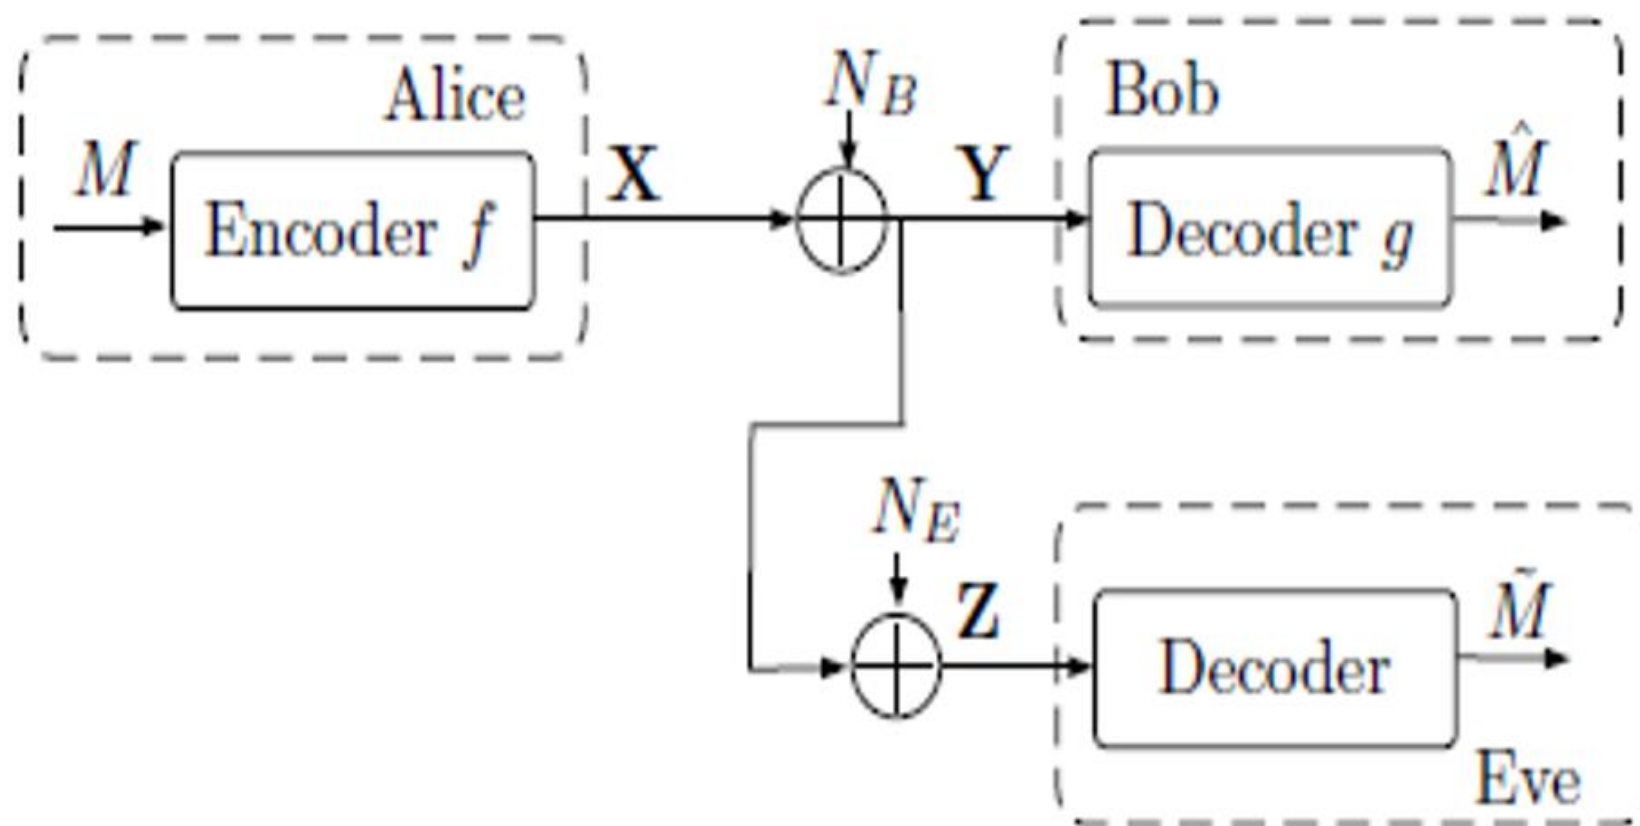 Alice
M
Encoder f
X
N_B
Y
Bob
Decoder g
M̂
N_E
Z
Decoder
M̃
Eve